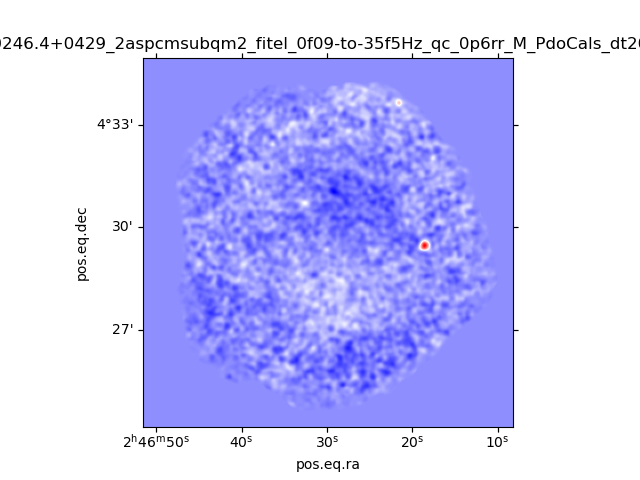 0246.4+0429_2aspcmsubqm2_fitel_0f09-to-35f5Hz_qc_0p6rr_M_PdoCals_dt20
4°33'
30'
27'
pos.eq.dec
2h46m50s 40s 30s 20s 10s
pos.eq.ra